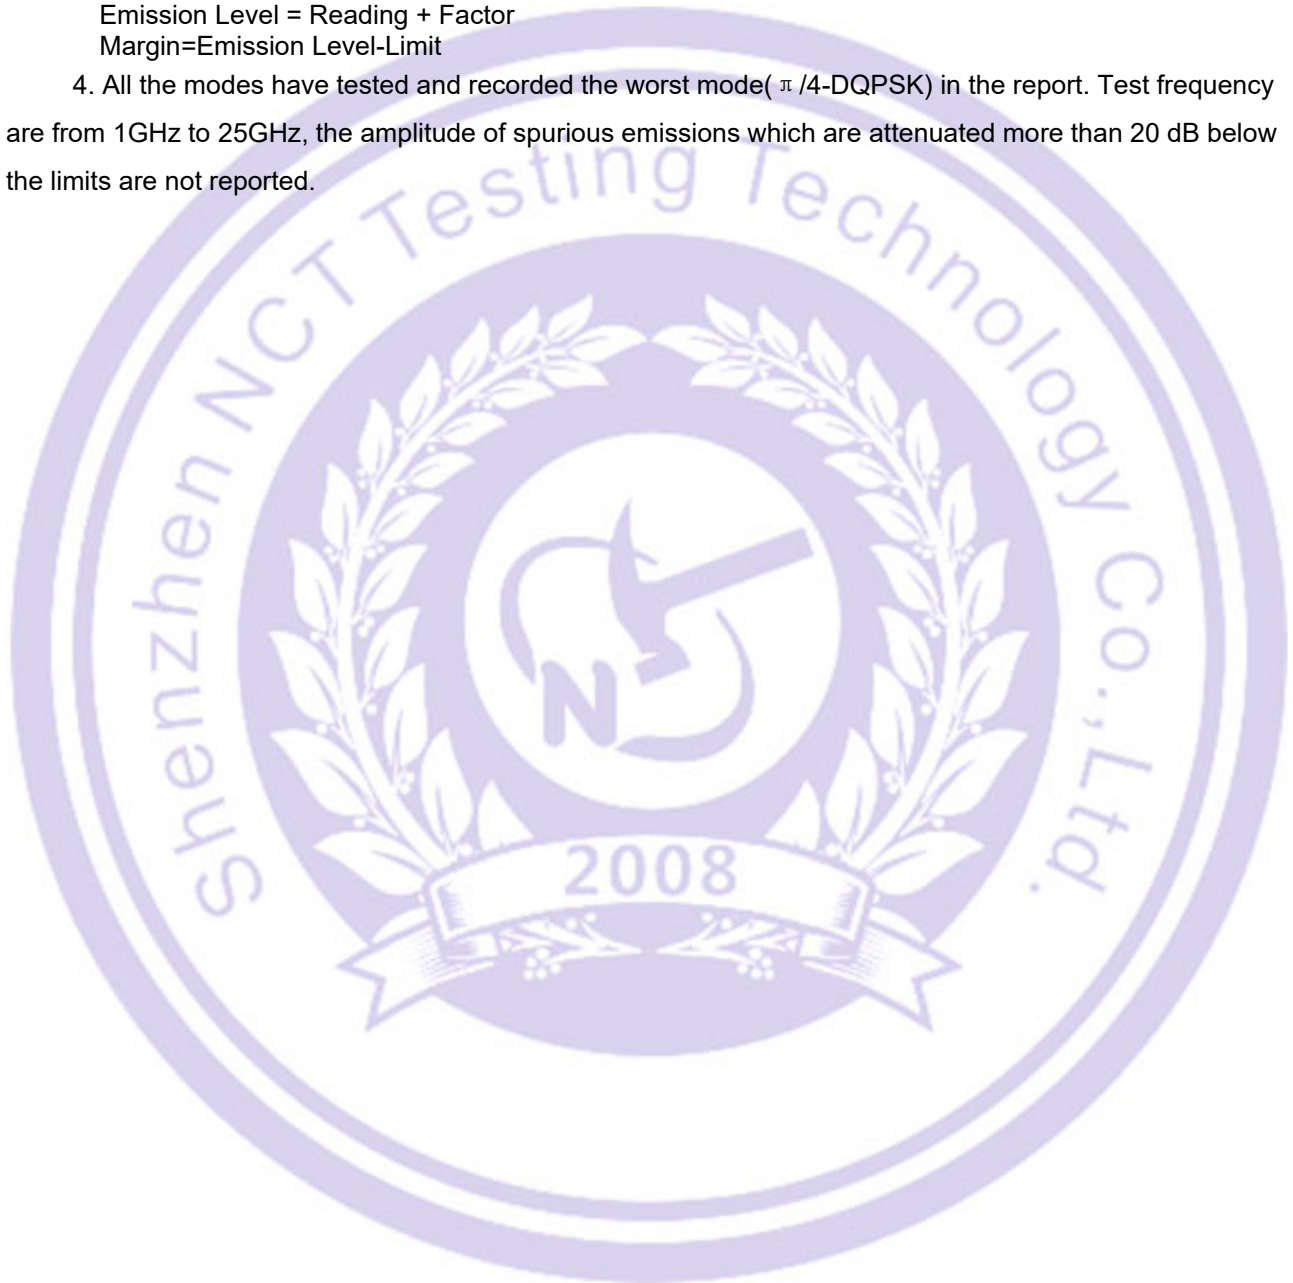 Emission Level = Reading + Factor
Margin=Emission Level-Limit
4. All the modes have tested and recorded the worst mode( π /4-DQPSK) in the report. Test frequency
are from 1GHz to 25GHz, the amplitude of spurious emissions which are attenuated more than 20 dB below
the limits are not reported.
Shenzhen NCT Testing Technology Co.,Ltd.
N
2008